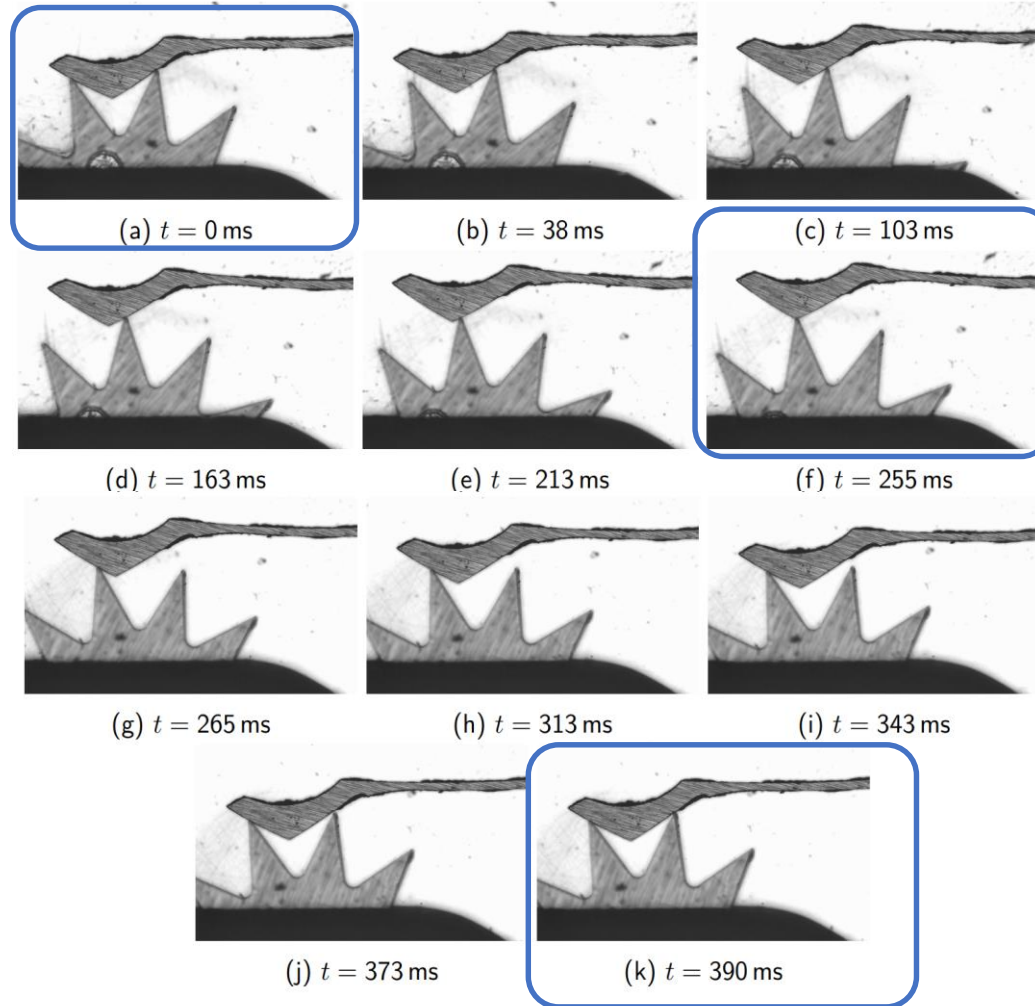 (a) t = 0 ms
(b) t = 38 ms
(c) t = 103 ms
(d) t = 163 ms
(e) t = 213 ms
(f) t = 255 ms
(g) t = 265 ms
(h) t = 313 ms
(i) t = 343 ms
(j) t = 373 ms
(k) t = 390 ms